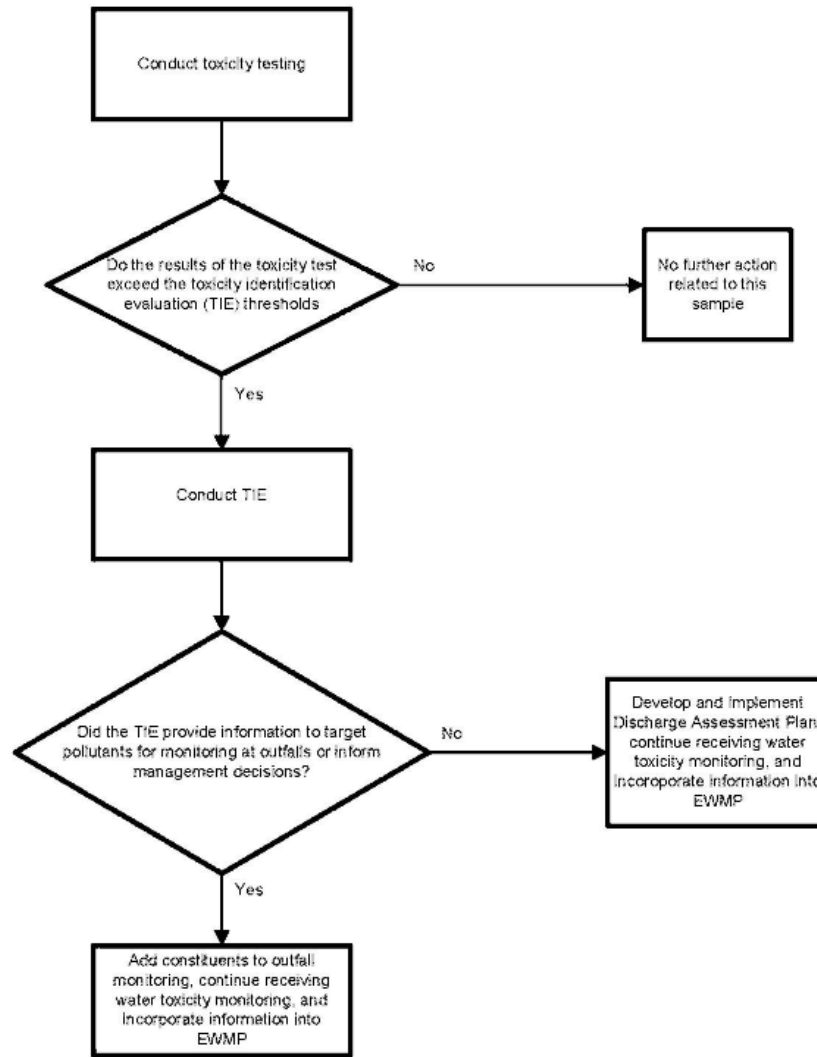 Conduct toxicity testing
Do the results of the toxicity test
exceed the toxicity identification
evaluation (TIE) thresholds
No
No further action
related to this
sample
Yes
Conduct TIE
Did the TIE provide information to target
pollutants for monitoring at outfalls or inform
management decisions?
No
Develop and Implement
Discharge Assessment Plan,
continue receiving water
toxicity monitoring, and
incoroporate information into
EWMP
Yes
Add constituents to outfall
monitoring, continue receiving
water toxicity monitoring, and
incorporate information into
EWMP